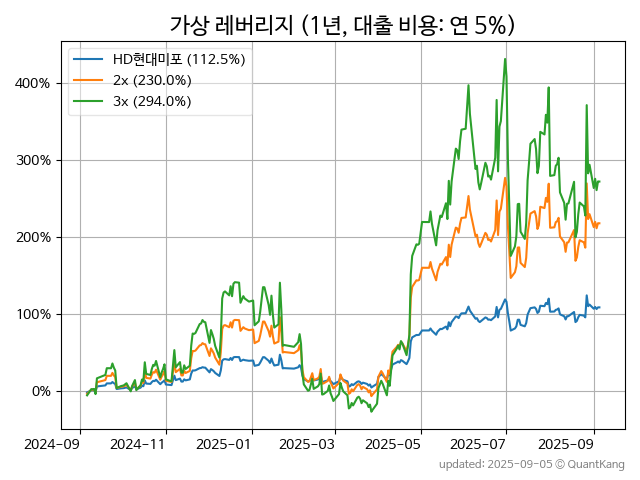 가상 레버리지 (1년, 대출 비용: 연 5%)
HD현대미포 (112.5%)
2x (230.0%)
3x (294.0%)
400%
300%
200%
100%
0%
2024-09 2024-11 2025-01 2025-03 2025-05 2025-07 2025-09
updated: 2025-09-05 © QuantKang